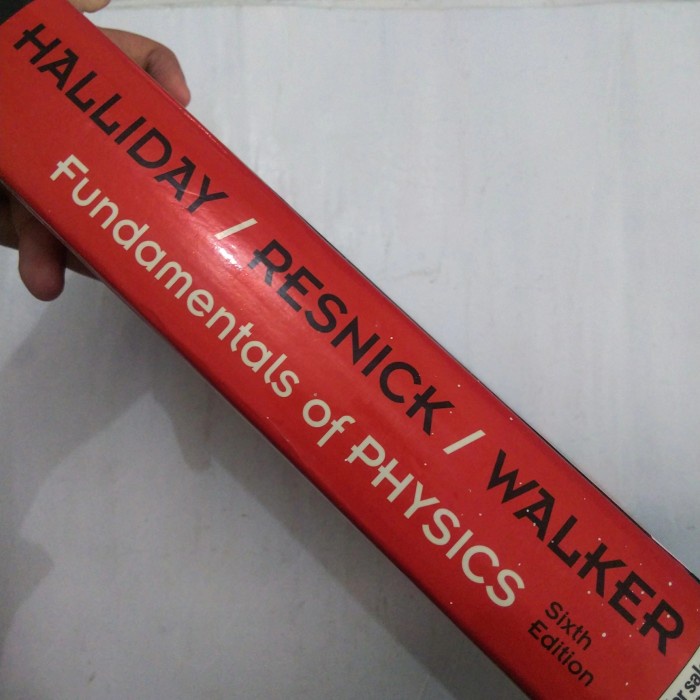 HALLIDAY / RESNICK / WALKER
Fundamentals of PHYSICS
Sixth
Edition